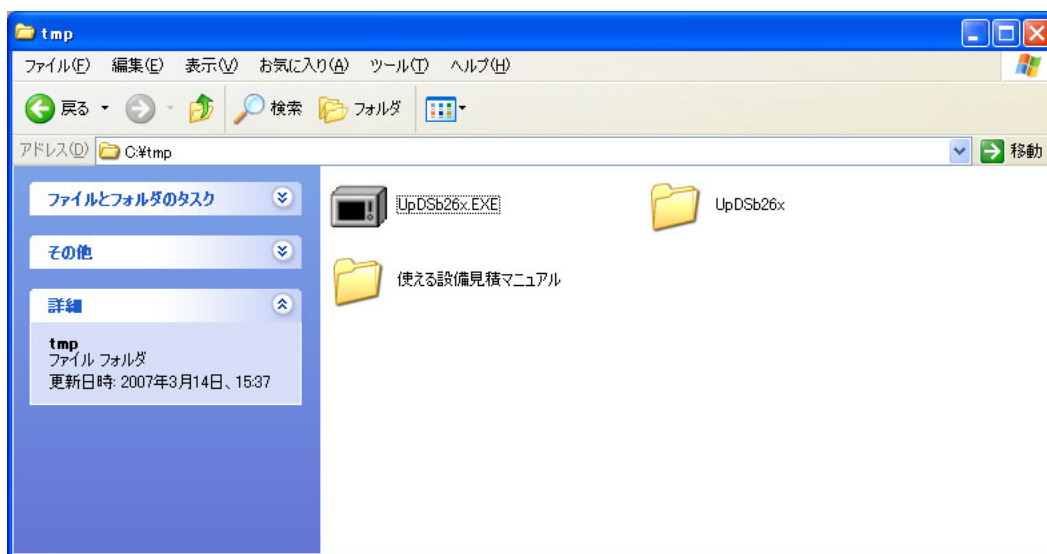 tmp
ファイル(F) 編集(E) 表示(V) お気に入り(A) ツール(T) ヘルプ(H)
戻る 検索 フォルダ
アドレス(D) C:¥tmp 移動
ファイルとフォルダのタスク
その他
詳細
tmp
ファイル フォルダ
更新日時: 2007年3月14日、15:37
UpDSb26x.EXE UpDSb26x
使える設備見積マニュアル